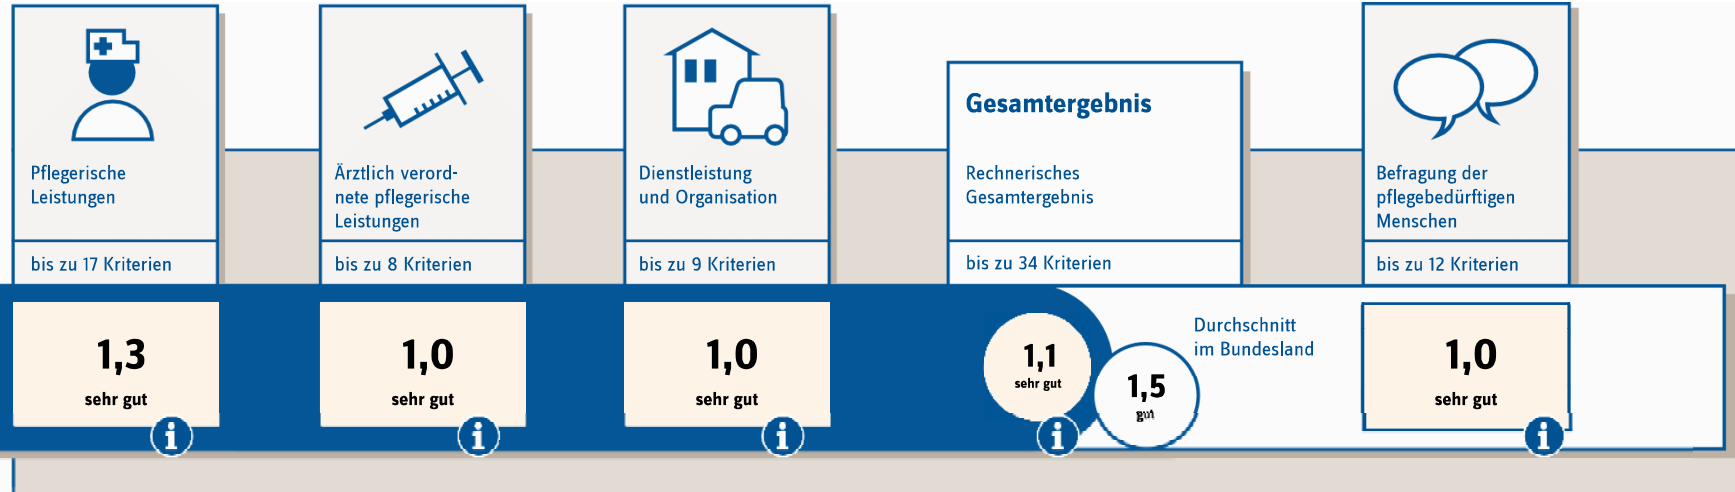 Pflegerische
Leistungen
bis zu 17 Kriterien
1,3
sehr gut
Ärztlich verord-
nete pflegerische
Leistungen
bis zu 8 Kriterien
1,0
sehr gut
Dienstleistung
und Organisation
bis zu 9 Kriterien
1,0
sehr gut
Gesamtergebnis
Rechnerisches
Gesamtergebnis
bis zu 34 Kriterien
1,1
sehr gut
1,5
gut
Durchschnitt
im Bundesland
Befragung der
pflegebedürftigen
Menschen
bis zu 12 Kriterien
1,0
sehr gut
i
i
i
i
i